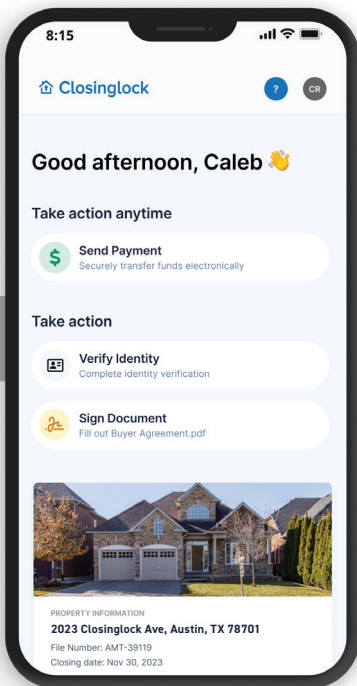 8:15
Closinglock
?
CR
Good afternoon, Caleb 👋
Take action anytime
$
Send Payment
Securely transfer funds electronically
Take action
Verify Identity
Complete identity verification
Sign Document
Fill out Buyer Agreement.pdf
PROPERTY INFORMATION
2023 Closinglock Ave, Austin, TX 78701
File Number: AMT-39119
Closing date: Nov 30, 2023